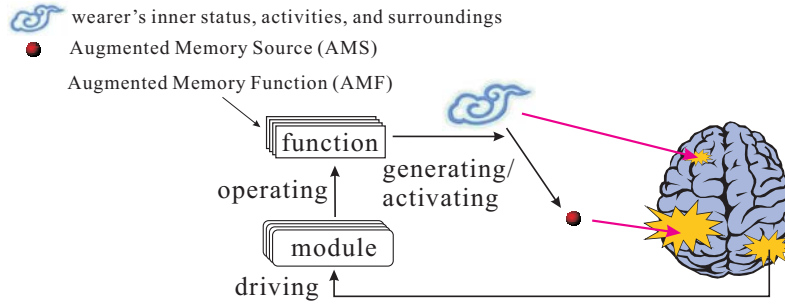 wearer's inner status, activities, and surroundings
Augmented Memory Source (AMS)
Augmented Memory Function (AMF)
function
generating/
activating
operating
module
driving